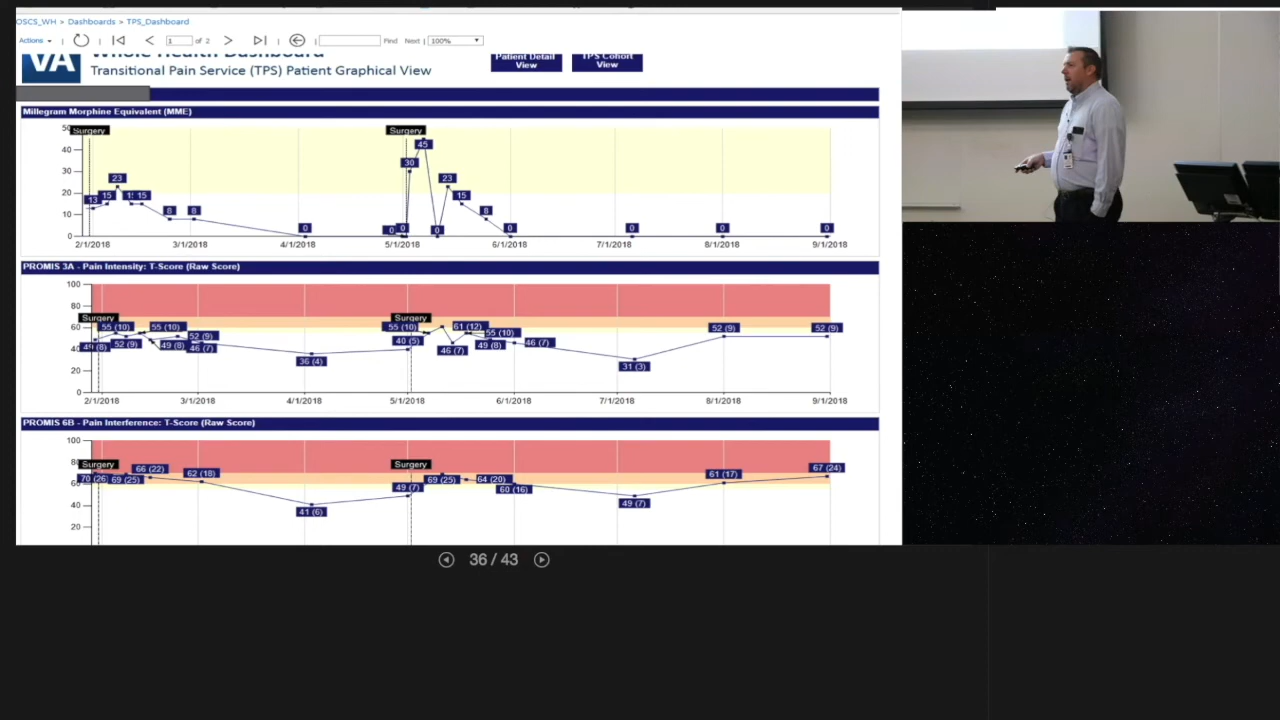 OSCS_WH > Dashboards > TPS_Dashboard
Actions 1 of 2 Find Next 100%
VA Whole Health Dashboard Patient Detail View TPS Cohort View
Transitional Pain Service (TPS) Patient Graphical View
Millegram Morphine Equivalent (MME)
50 Surgery Surgery
45
40
30 30
23 23
20 15 15 15
13
10 8 8 8
0 0 0 0 0 0 0 0 0 0
2/1/2018 3/1/2018 4/1/2018 5/1/2018 6/1/2018 7/1/2018 8/1/2018 9/1/2018
PROMIS 3A - Pain Intensity: T-Score (Raw Score)
100
80
Surgery Surgery
60 55 (10) 55 (10) 55 (10) 61 (12) 52 (9) 52 (9)
52 (9) 55 (10)
49 (8) 52 (9) 49 (8) 46 (7) 40 (5) 46 (7) 49 (8) 46 (7)
40 36 (4) 31 (3)
20
0
2/1/2018 3/1/2018 4/1/2018 5/1/2018 6/1/2018 7/1/2018 8/1/2018 9/1/2018
PROMIS 6B - Pain Interference: T-Score (Raw Score)
100
Surgery Surgery
66 (22) 62 (18) 61 (17) 67 (24)
70 (26 69 (25) 69 (25) 64 (20)
60 49 (7) 60 (16)
40 41 (6) 49 (7)
20
36 / 43